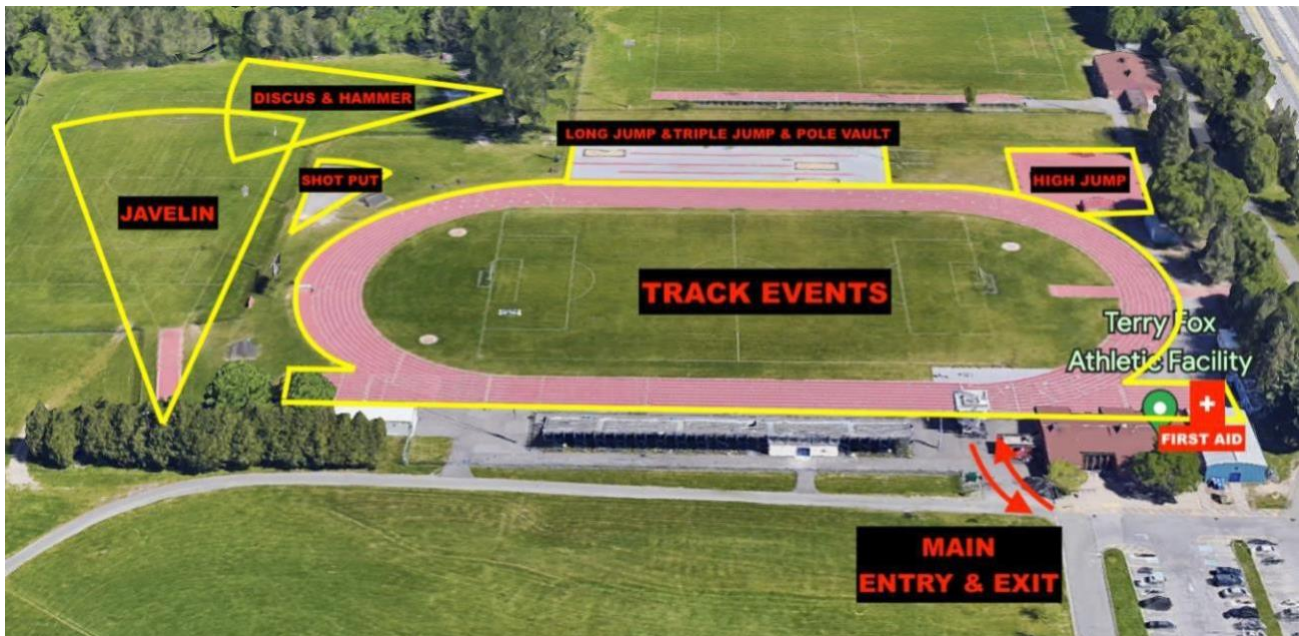 DISCUS & HAMMER
LONG JUMP &TRIPLE JUMP & POLE VAULT
SHOT PUT
HIGH JUMP
JAVELIN
TRACK EVENTS
Terry Fox
Athletic Facility
FIRST AID
MAIN
ENTRY & EXIT